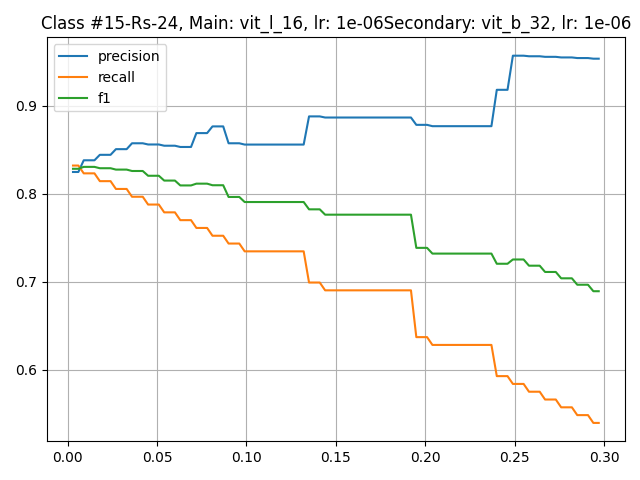 Class #15-Rs-24, Main: vit_l_16, lr: 1e-06Secondary: vit_b_32, lr: 1e-06
precision
recall
f1
0.9
0.8
0.7
0.6
0.00 0.05 0.10 0.15 0.20 0.25 0.30